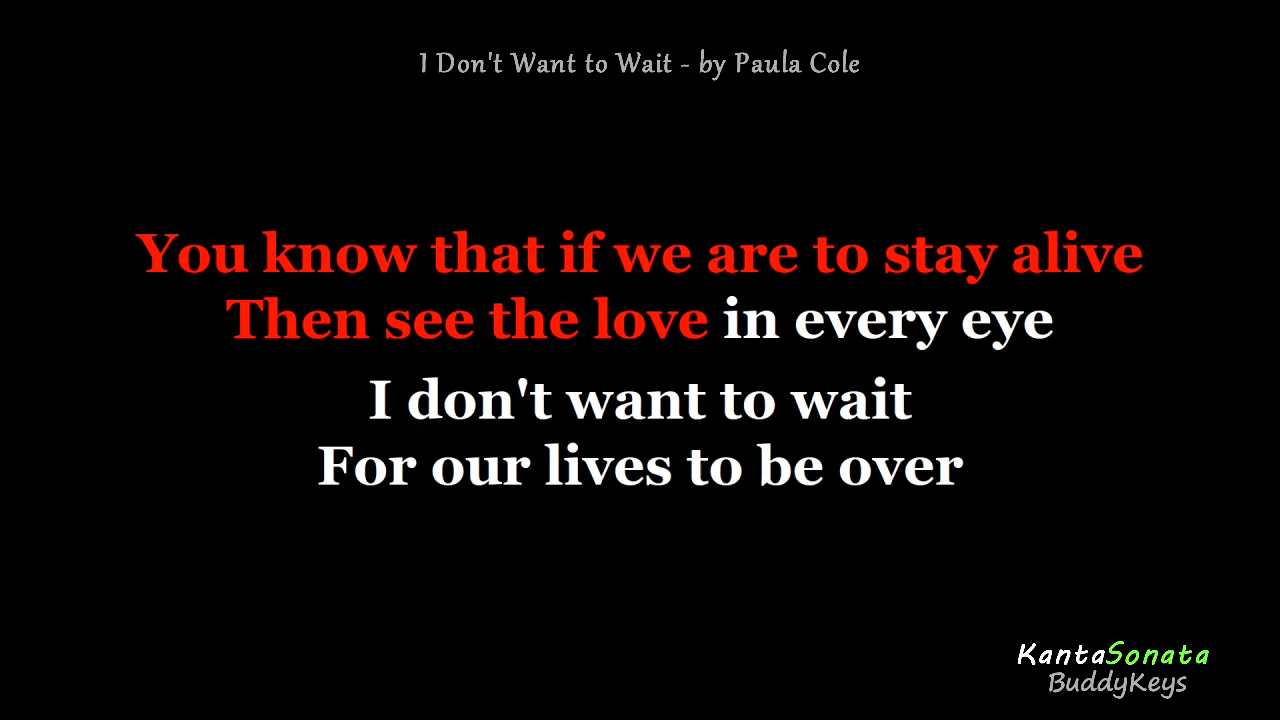 I Don't Want to Wait - by Paula Cole
You know that if we are to stay alive
Then see the love in every eye
I don't want to wait
For our lives to be over
KantaSonata
BuddyKeys